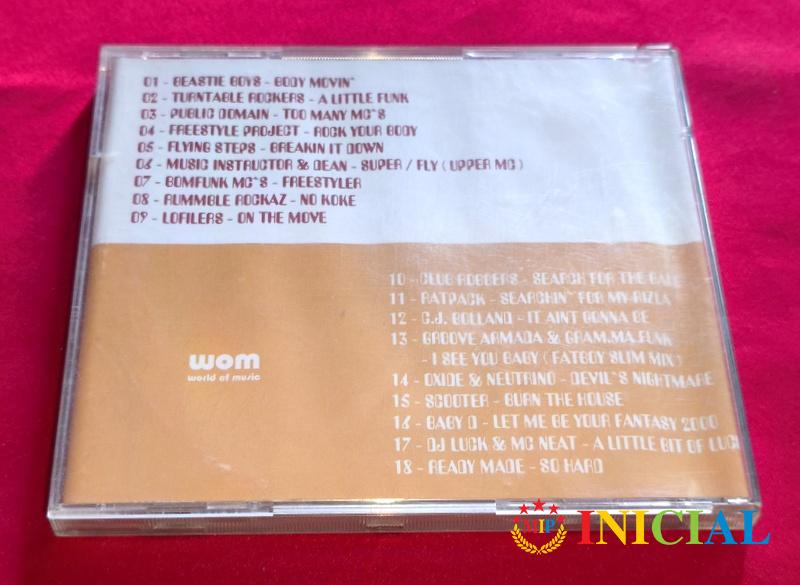 01 - BEASTIE BOYS - BODY MOVIN`
02 - TURNTABLE ROCKERS - A LITTLE FUNK
03 - PUBLIC DOMAIN - TOO MANY MC`S
04 - FREESTYLE PROJECT - ROCK YOUR BODY
05 - FLYING STEPS - BREAKIN IT DOWN
06 - MUSIC INSTRUCTOR & DEAN - SUPER / FLY ( UPPER MC )
07 - BOMFUNK MC`S - FREESTYLER
08 - RUMMBLE ROCKAZ - NO KOKE
09 - LOFILERS - ON THE MOVE
10 - CLUB ROBBERS - SEARCH FOR THE
11 - RATPACK - SEARCHIN` FOR MY RIZLA
12 - C.J. BOLLAND - IT AINT GONNA BE
13 - GROOVE ARMADA & GRAM.MA.FUNK
- I SEE YOU BABY ( FATBOY SLIM MIX )
14 - OXIDE & NEUTRINO - DEVIL`S NIGHTMARE
15 - SCOOTER - BURN THE HOUSE
16 - BABY D - LET ME BE YOUR FANTASY 2000
17 - DJ LUCK & MC NEAT - A LITTLE BIT OF LUCK
18 - READY MADE - SO HARD
wom
world of music
MIP INICIAL